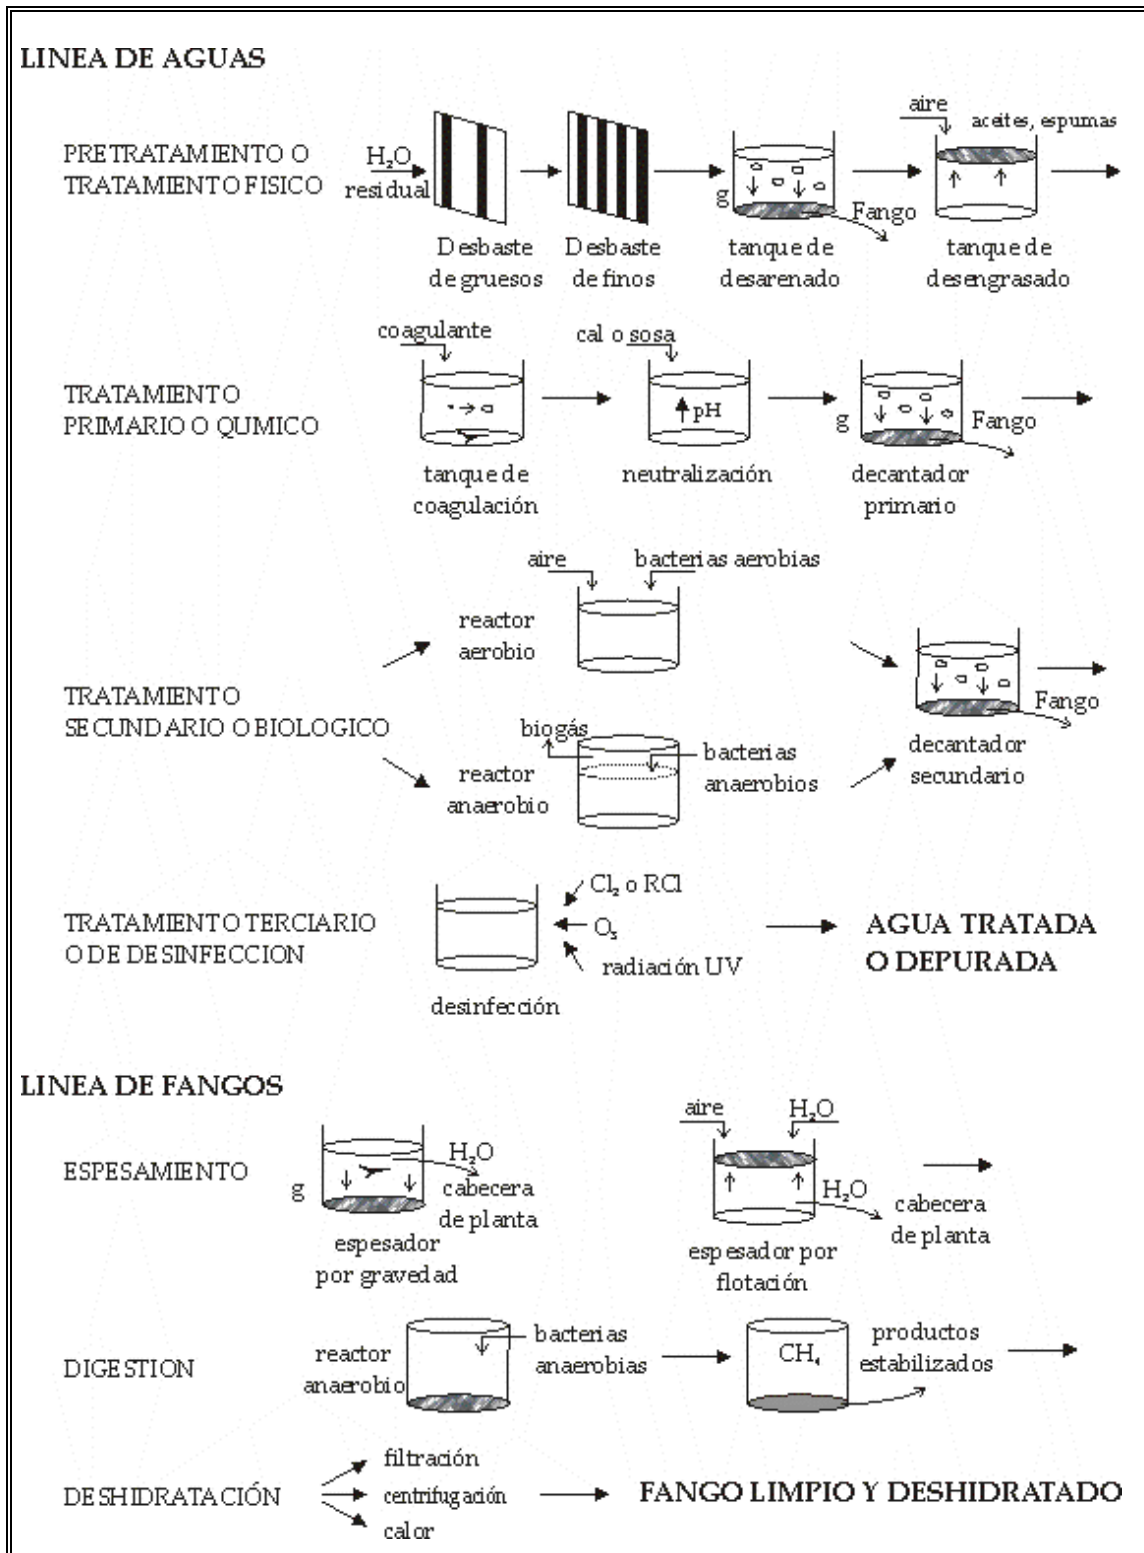 LINEA DE AGUAS
PRETRATAMIENTO O
TRATAMIENTO FISICO
H₂O
residual
Desbaste
de gruesos
Desbaste
de finos
g
Fango
tanque de
desarenado
aire
aceites, espumas
tanque de
desengrasado
TRATAMIENTO
PRIMARIO O QUMICO
coagulante
tanque de
coagulación
cal o sosa
pH
neutralización
g
Fango
decantador
primario
TRATAMIENTO
SECUNDARIO O BIOLOGICO
reactor
aerobio
aire
bacterias aerobias
reactor
anaerobio
biogás
bacterias
anaerobios
Fango
decantador
secundario
TRATAMIENTO TERCIARIO
O DE DESINFECCION
desinfección
Cl₂ o RCl
O₃
radiación UV
AGUA TRATADA
O DEPURADA
LINEA DE FANGOS
ESPESAMIENTO
g
H₂O
cabecera
de planta
espesador
por gravedad
aire
H₂O
H₂O
cabecera
de planta
espesador por
flotación
DIGESTION
reactor
anaerobio
bacterias
anaerobias
CH₄
productos
estabilizados
DESHIDRATACIÓN
filtración
centrifugación
calor
FANGO LIMPIO Y DESHIDRATADO